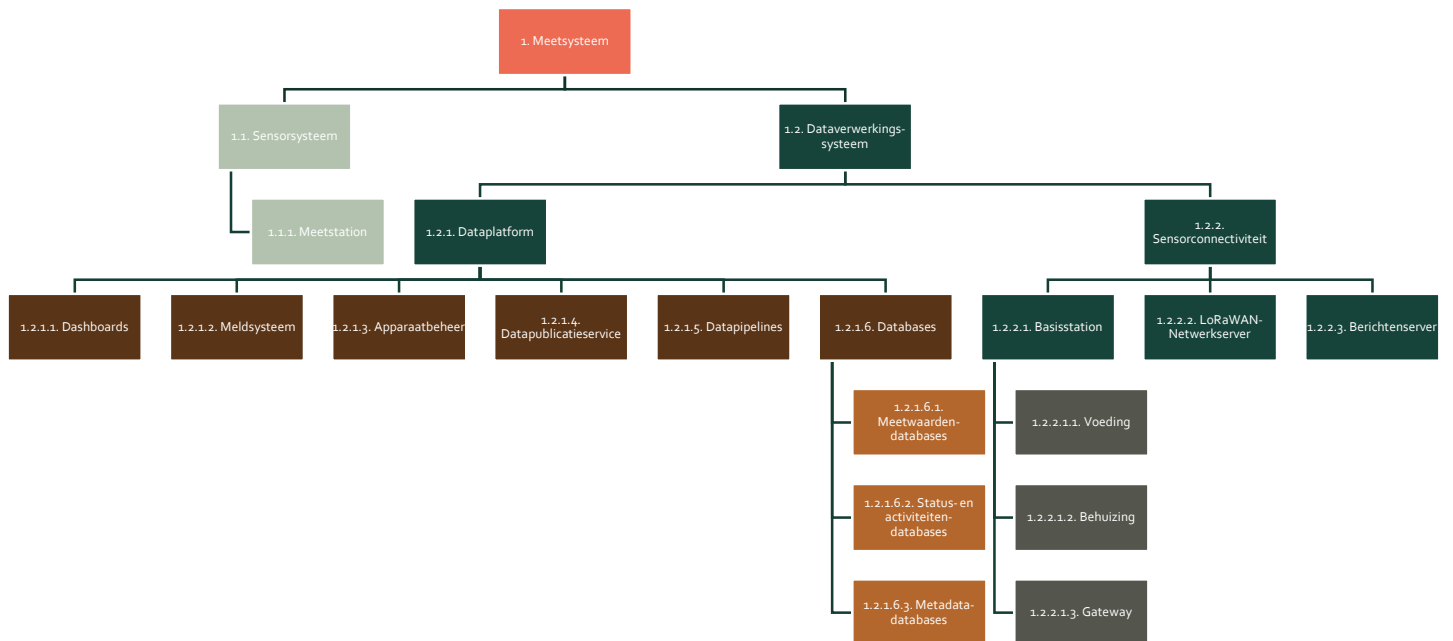 1. Meetsysteem
1.1. Sensorsysteem
1.2. Dataverwerkings-
systeem
1.1.1. Meetstation
1.2.1. Dataplatform
1.2.2.
Sensorconnectiviteit
1.2.1.1. Dashboards
1.2.1.2. Meldsysteem
1.2.1.3. Apparaatbeheer
1.2.1.4.
Datapublicatieservice
1.2.1.5. Datapipelines
1.2.1.6. Databases
1.2.2.1. Basisstation
1.2.2.2. LoRaWAN-
Netwerkserver
1.2.2.3. Berichtenserver
1.2.1.6.1.
Meetwaarden-
databases
1.2.2.1.1. Voeding
1.2.1.6.2. Status- en
activiteiten-
databases
1.2.2.1.2. Behuizing
1.2.1.6.3. Metadata-
databases
1.2.2.1.3. Gateway